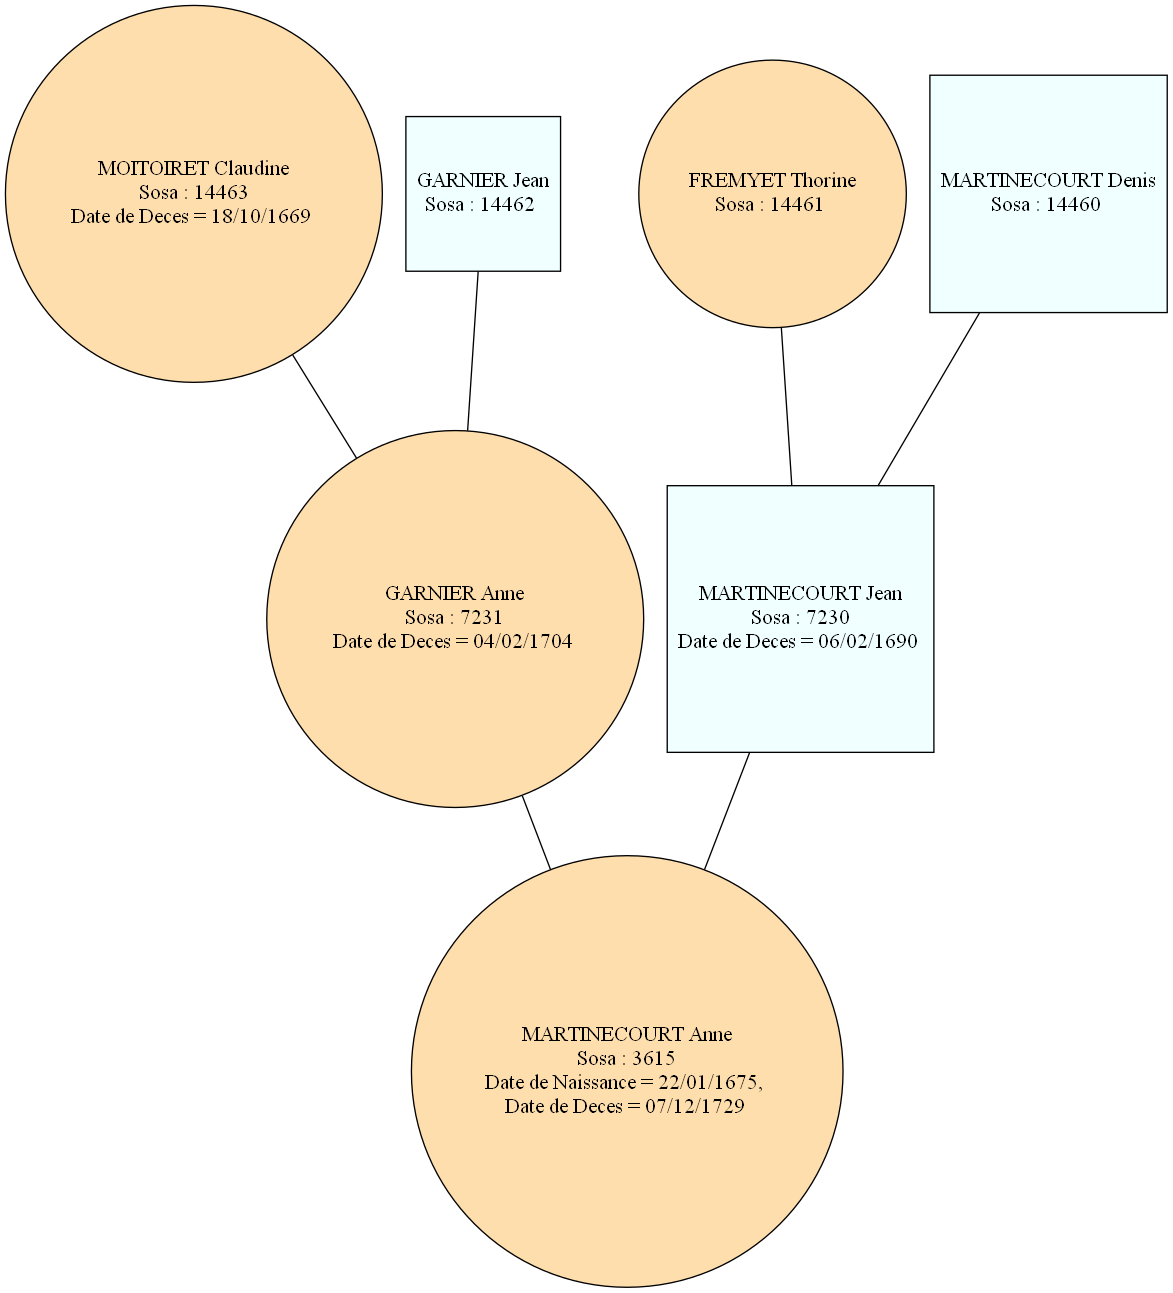 MOITOIRET Claudine
Sosa : 14463
Date de Deces = 18/10/1669
GARNIER Jean
Sosa : 14462
FREMYET Thorine
Sosa : 14461
MARTINECOURT Denis
Sosa : 14460
GARNIER Anne
Sosa : 7231
Date de Deces = 04/02/1704
MARTINECOURT Jean
Sosa : 7230
Date de Deces = 06/02/1690
MARTINECOURT Anne
Sosa : 3615
Date de Naissance = 22/01/1675,
Date de Deces = 07/12/1729